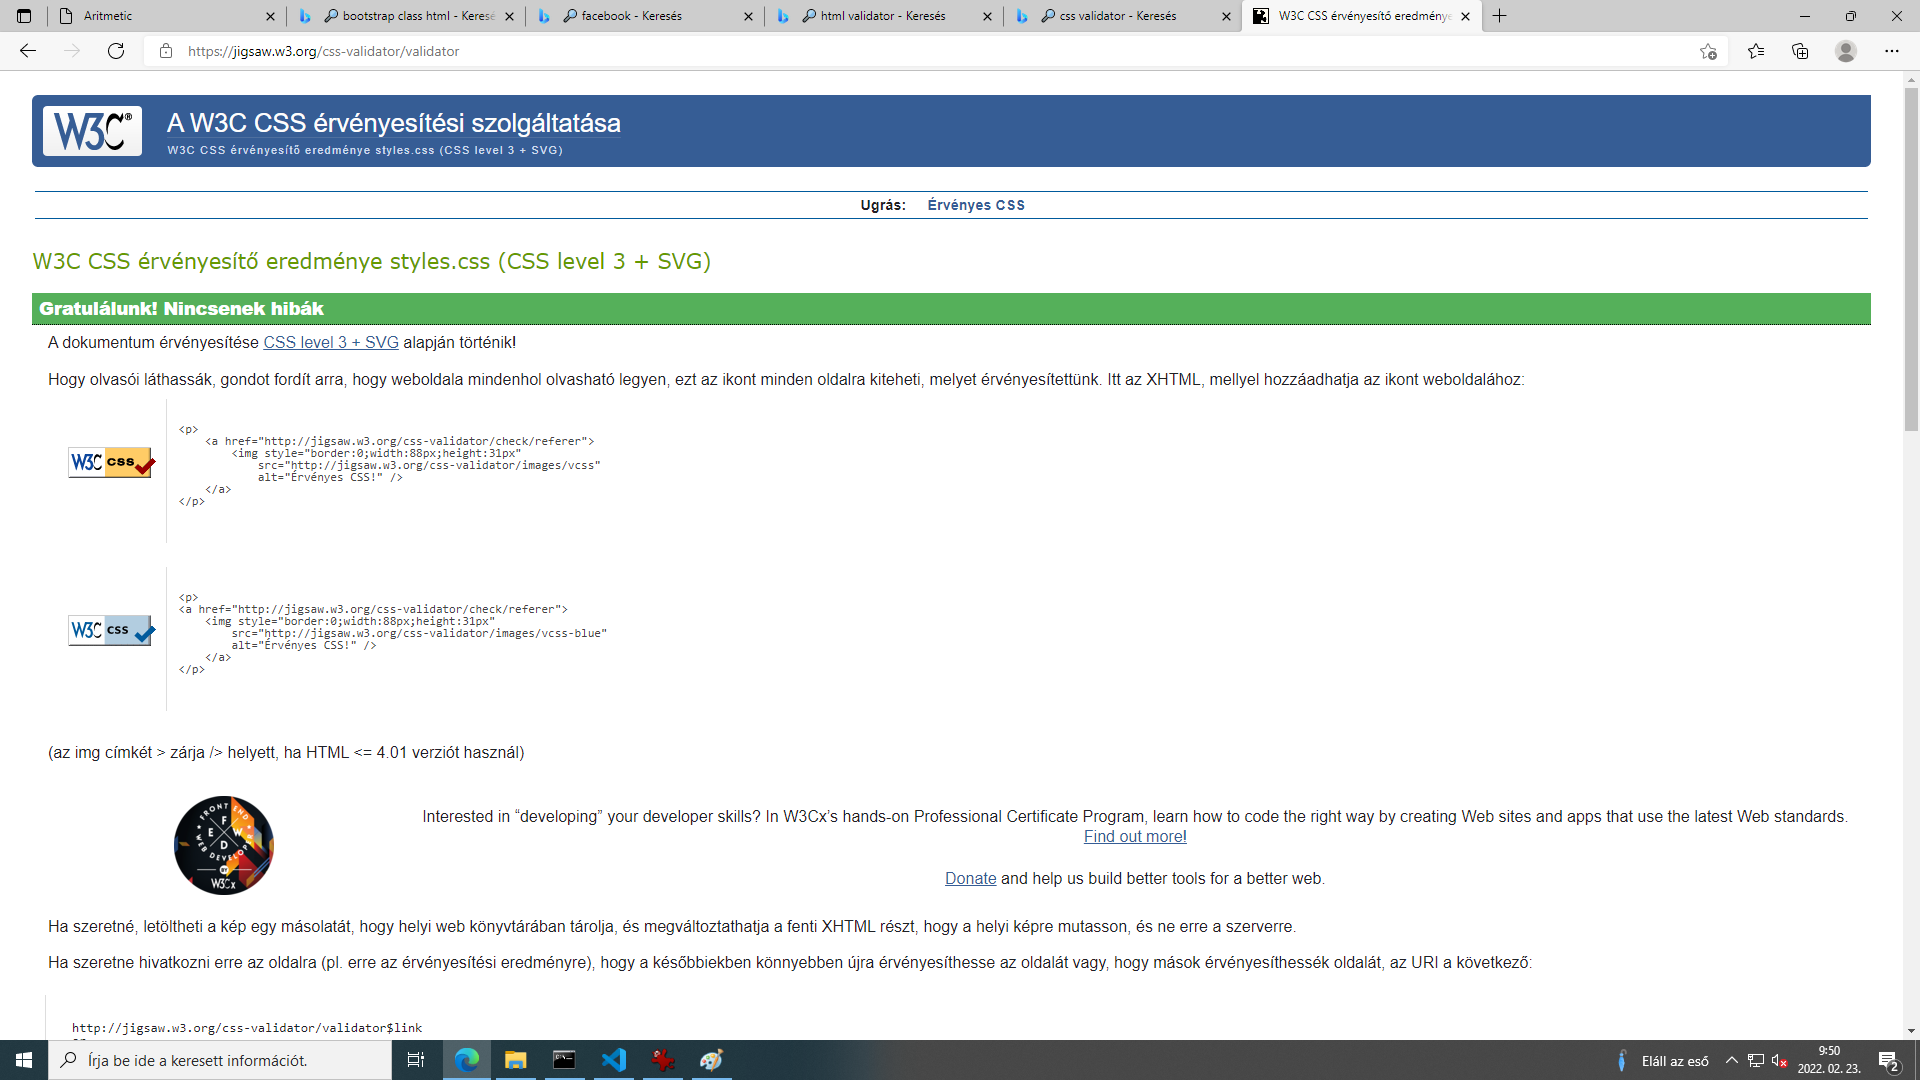 Aritmetic
bootstrap class html - Keresé
facebook - Keresés
html validator - Keresés
css validator - Keresés
W3C CSS érvényesítő eredménye
https://jigsaw.w3.org/css-validator/validator
W3C®
A W3C CSS érvényesítési szolgáltatása
W3C CSS érvényesítő eredménye styles.css (CSS level 3 + SVG)
Ugrás: Érvényes CSS
W3C CSS érvényesítő eredménye styles.css (CSS level 3 + SVG)
Gratulálunk! Nincsenek hibák
A dokumentum érvényesítése CSS level 3 + SVG alapján történik!
Hogy olvasói láthassák, gondot fordít arra, hogy weboldala mindenhol olvasható legyen, ezt az ikont minden oldalra kiteheti, melyet érvényesítettünk. Itt az XHTML, mellyel hozzáadhatja az ikont weboldalához:
W3C css
<p>
<a href="http://jigsaw.w3.org/css-validator/check/referer">
<img style="border:0;width:88px;height:31px"
src="http://jigsaw.w3.org/css-validator/images/vcss"
alt="Érvényes CSS!" />
</a>
</p>
W3C css
<p>
<a href="http://jigsaw.w3.org/css-validator/check/referer">
<img style="border:0;width:88px;height:31px"
src="http://jigsaw.w3.org/css-validator/images/vcss-blue"
alt="Érvényes CSS!" />
</a>
</p>
(az img címkét > zárja /> helyett, ha HTML <= 4.01 verziót használ)
FRONT END
F E W D
WEB DEVELOPER
W3Cx
Interested in “developing” your developer skills? In W3Cx’s hands-on Professional Certificate Program, learn how to code the right way by creating Web sites and apps that use the latest Web standards.
Find out more!
Donate and help us build better tools for a better web.
Ha szeretné, letöltheti a kép egy másolatát, hogy helyi web könyvtárában tárolja, és megváltoztathatja a fenti XHTML részt, hogy a helyi képre mutasson, és ne erre a szerverre.
Ha szeretne hivatkozni erre az oldalra (pl. erre az érvényesítési eredményre), hogy a későbbiekben könnyebben újra érvényesíthesse az oldalát vagy, hogy mások érvényesíthessék oldalát, az URI a következő:
http://jigsaw.w3.org/css-validator/validator$link
Írja be ide a keresett információt.
Eláll az eső
9:50
2022. 02. 23.
2